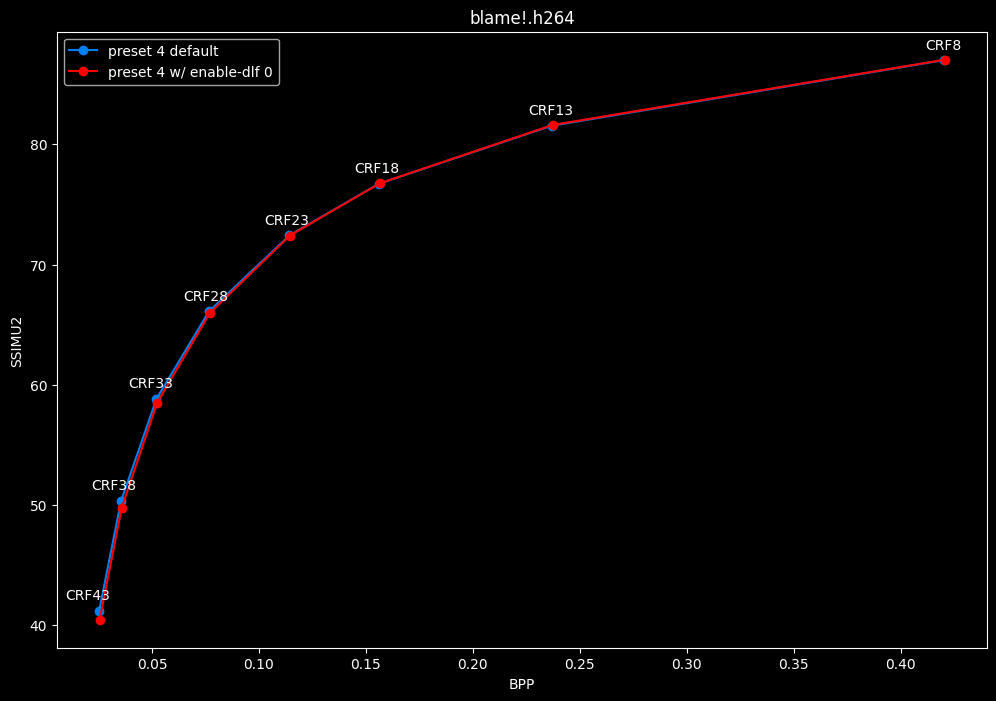 blame!.h264
preset 4 default
preset 4 w/ enable-dlf 0
CRF8
CRF13
CRF18
CRF23
CRF28
CRF33
CRF38
CRF43
80
70
60
50
40
SSIMU2
0.05 0.10 0.15 0.20 0.25 0.30 0.35 0.40
BPP